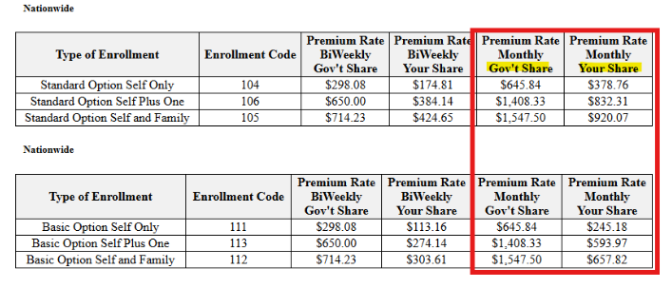 Nationwide
Type of Enrollment Enrollment Code Premium Rate BiWeekly Gov't Share Premium Rate BiWeekly Your Share Premium Rate Monthly Gov't Share Premium Rate Monthly Your Share
Standard Option Self Only 104 $298.08 $174.81 $645.84 $378.76
Standard Option Self Plus One 106 $650.00 $384.14 $1,408.33 $832.31
Standard Option Self and Family 105 $714.23 $424.65 $1,547.50 $920.07
Nationwide
Type of Enrollment Enrollment Code Premium Rate BiWeekly Gov't Share Premium Rate BiWeekly Your Share Premium Rate Monthly Gov't Share Premium Rate Monthly Your Share
Basic Option Self Only 111 $298.08 $113.16 $645.84 $245.18
Basic Option Self Plus One 113 $650.00 $274.14 $1,408.33 $593.97
Basic Option Self and Family 112 $714.23 $303.61 $1,547.50 $657.82